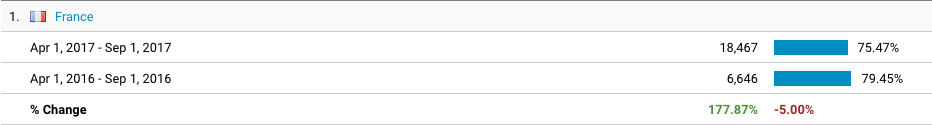 1. France
Apr 1, 2017 - Sep 1, 2017 18,467 75.47%
Apr 1, 2016 - Sep 1, 2016 6,646 79.45%
% Change 177.87% -5.00%